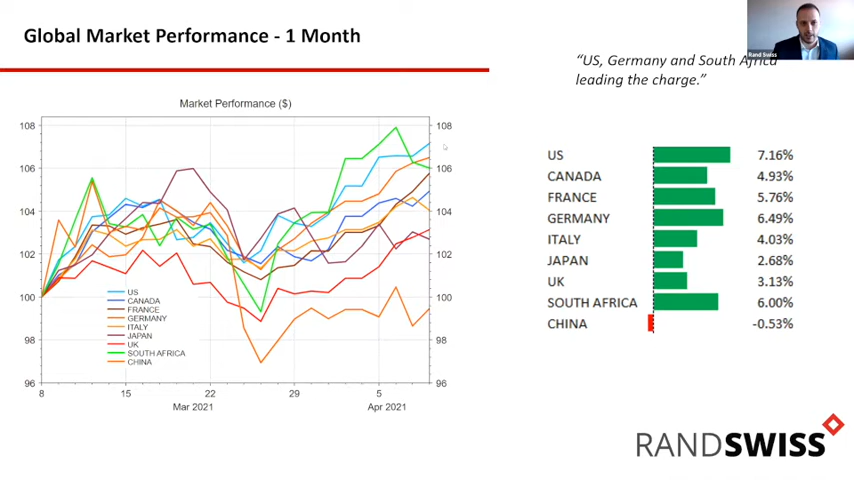 Global Market Performance - 1 Month
Rand Swiss
“US, Germany and South Africa
leading the charge.”
Market Performance ($)
108
106
104
102
100
98
96
108
106
104
102
100
98
96
US
CANADA
FRANCE
GERMANY
ITALY
JAPAN
UK
SOUTH AFRICA
CHINA
8 15 22 29 5
Mar 2021 Apr 2021
US 7.16%
CANADA 4.93%
FRANCE 5.76%
GERMANY 6.49%
ITALY 4.03%
JAPAN 2.68%
UK 3.13%
SOUTH AFRICA 6.00%
CHINA -0.53%
RANDSWISS